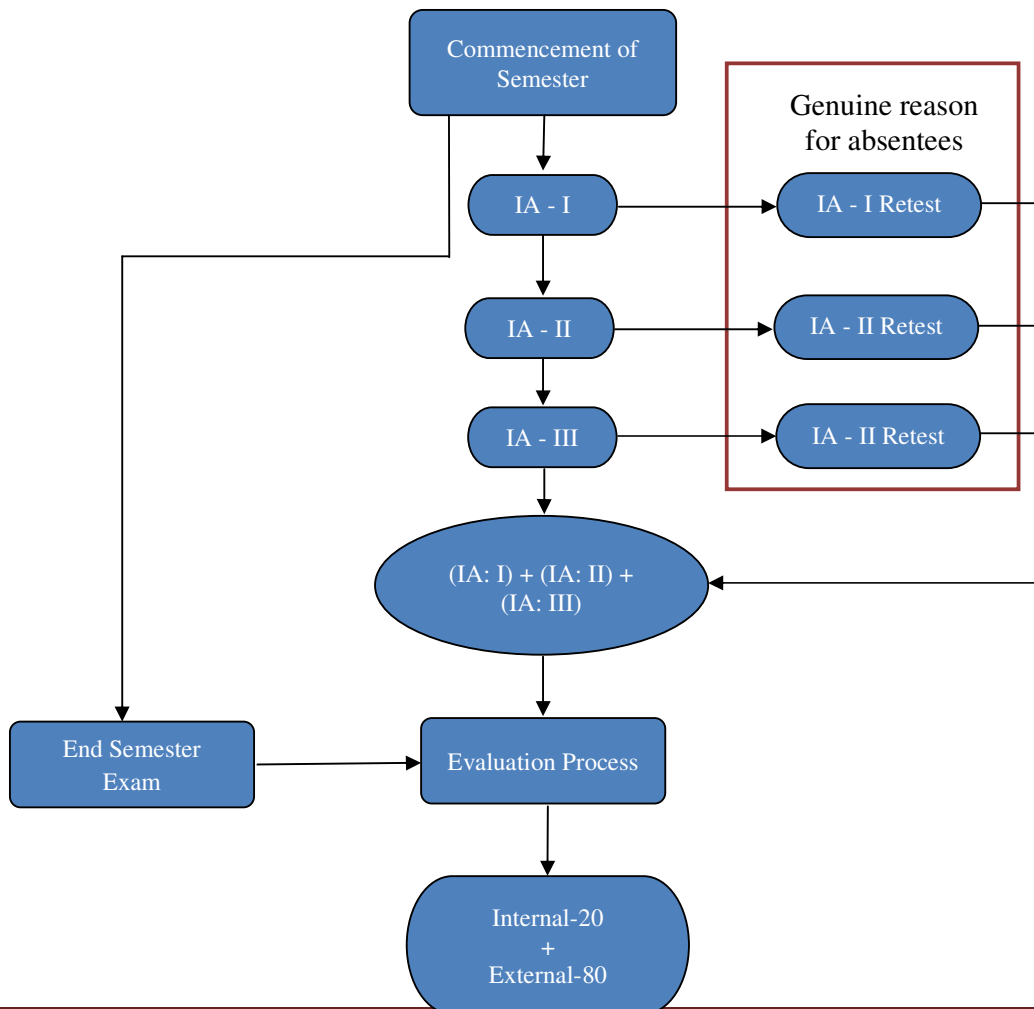 Commencement of
Semester
Genuine reason
for absentees
IA - I
IA - I Retest
IA - II
IA - II Retest
IA - III
IA - II Retest
(IA: I) + (IA: II) +
(IA: III)
End Semester
Exam
Evaluation Process
Internal-20
+
External-80